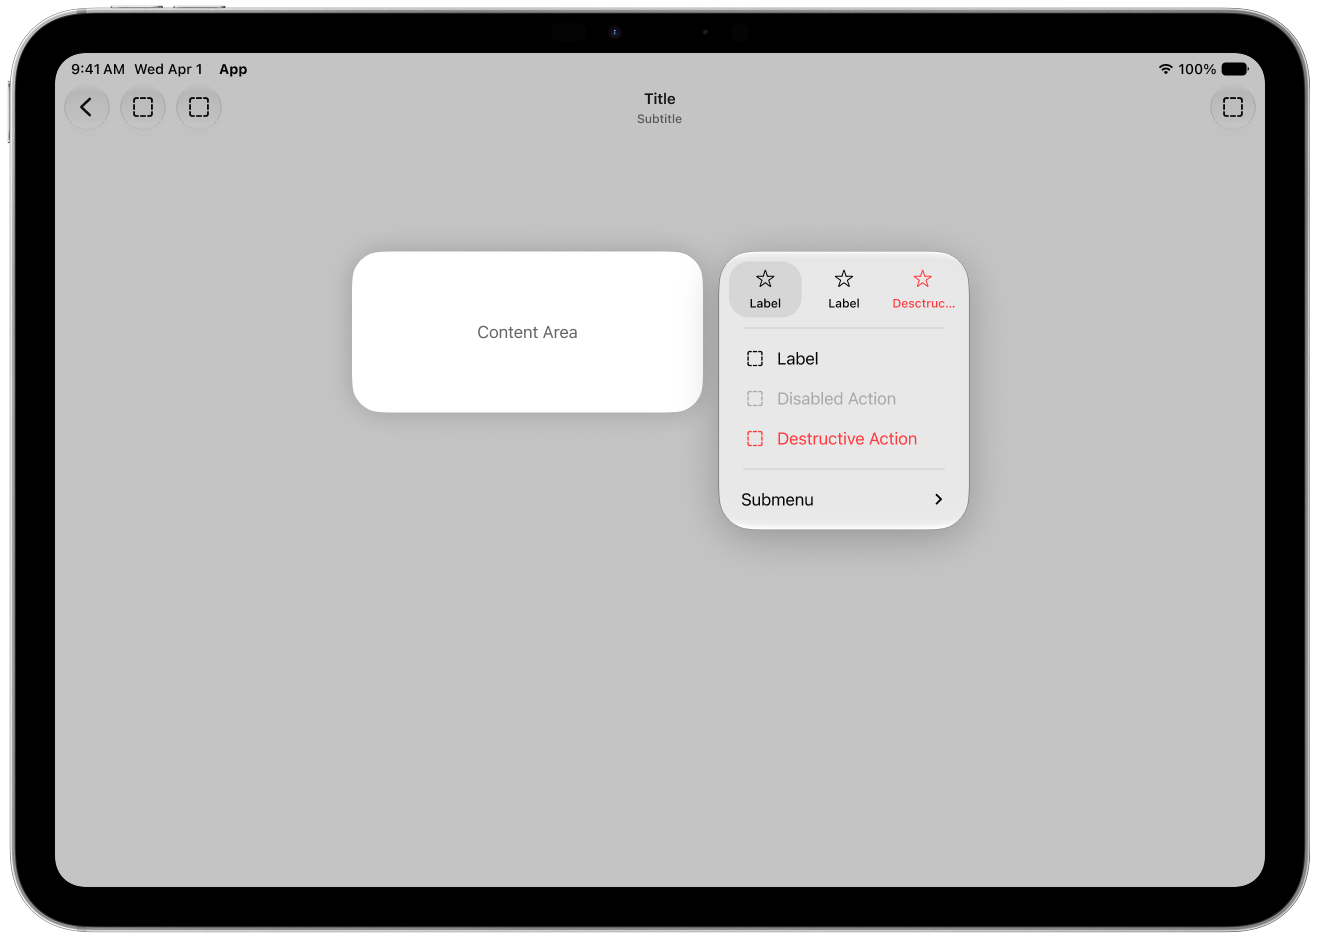 9:41 AM Wed Apr 1 App
100%
Title
Subtitle
Content Area
Label
Label
Desctruc...
Label
Disabled Action
Destructive Action
Submenu